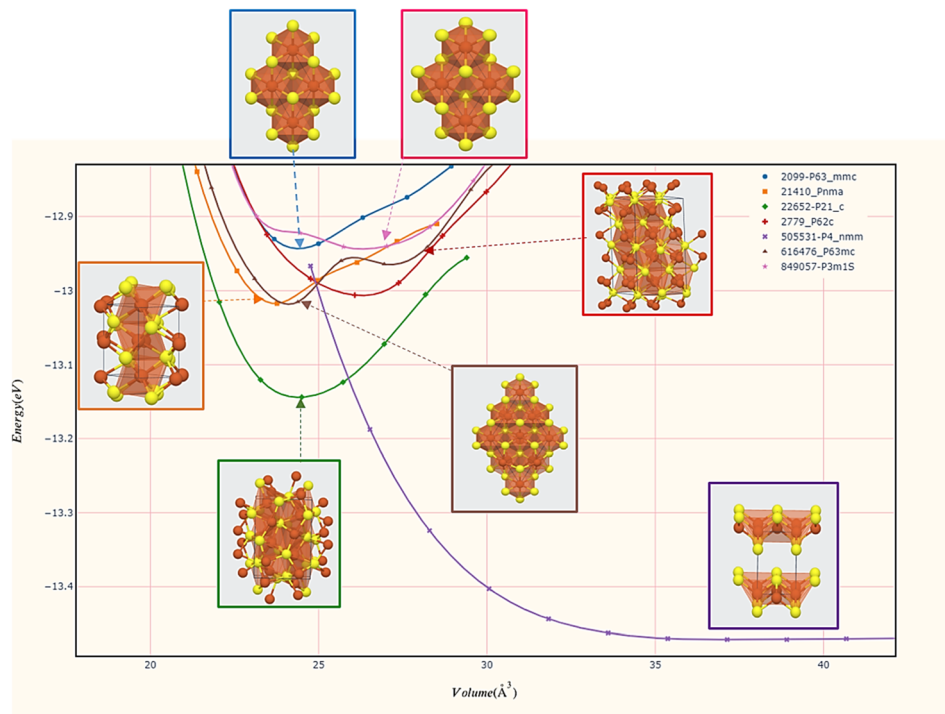 −12.9
−13
−13.1
−13.2
−13.3
−13.4
Energy(eV)
20
25
30
35
40
Volume(Å³)
2099-P63_mmc
21410_Pnma
22652-P21_c
2779_P62c
505531-P4_nmm
616476_P63mc
849057-P3m1S